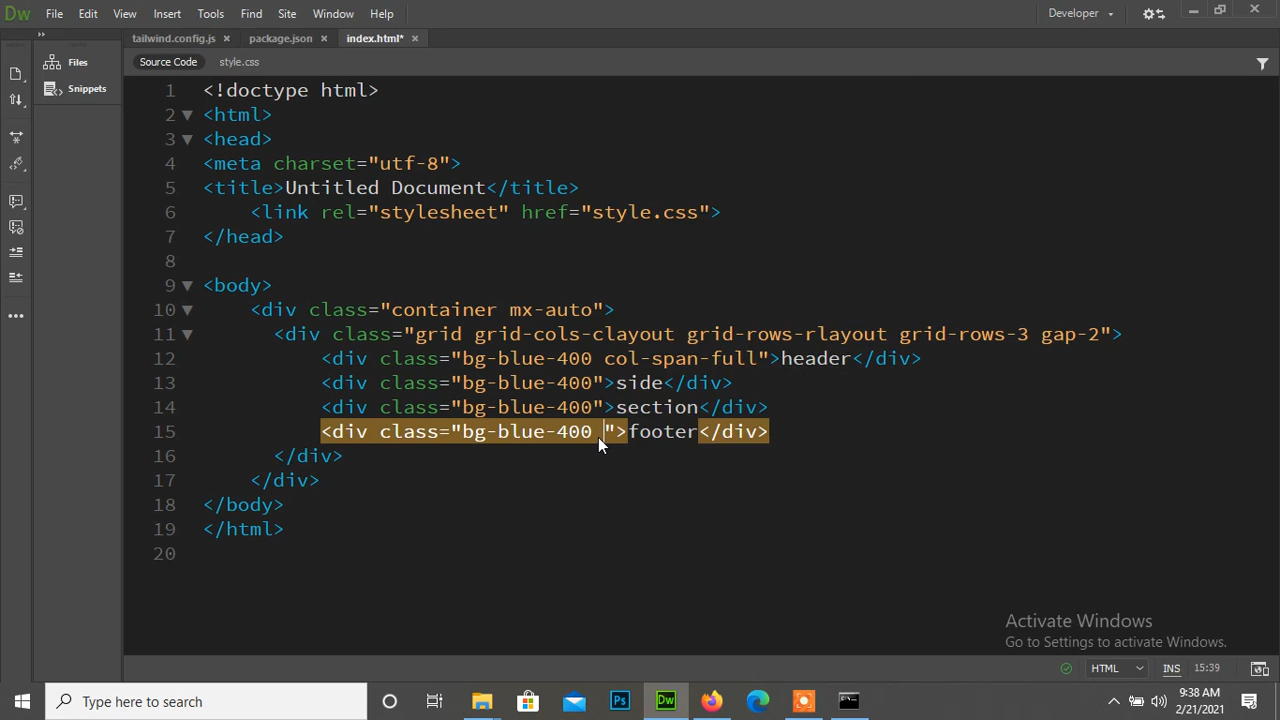 Dw File Edit View Insert Tools Find Site Window Help Developer
tailwind.config.js package.json index.html*
Files
Snippets
Source Code style.css
1 <!doctype html>
2 <html>
3 <head>
4 <meta charset="utf-8">
5 <title>Untitled Document</title>
6 <link rel="stylesheet" href="style.css">
7 </head>
8
9 <body>
10 <div class="container mx-auto">
11 <div class="grid grid-cols-clayout grid-rows-rlayout grid-rows-3 gap-2">
12 <div class="bg-blue-400 col-span-full">header</div>
13 <div class="bg-blue-400">side</div>
14 <div class="bg-blue-400">section</div>
15 <div class="bg-blue-400 ">footer</div>
16 </div>
17 </div>
18 </body>
19 </html>
20
Activate Windows
Go to Settings to activate Windows.
HTML INS 15:39
Type here to search Ps Dw 9:38 AM
2/21/2021